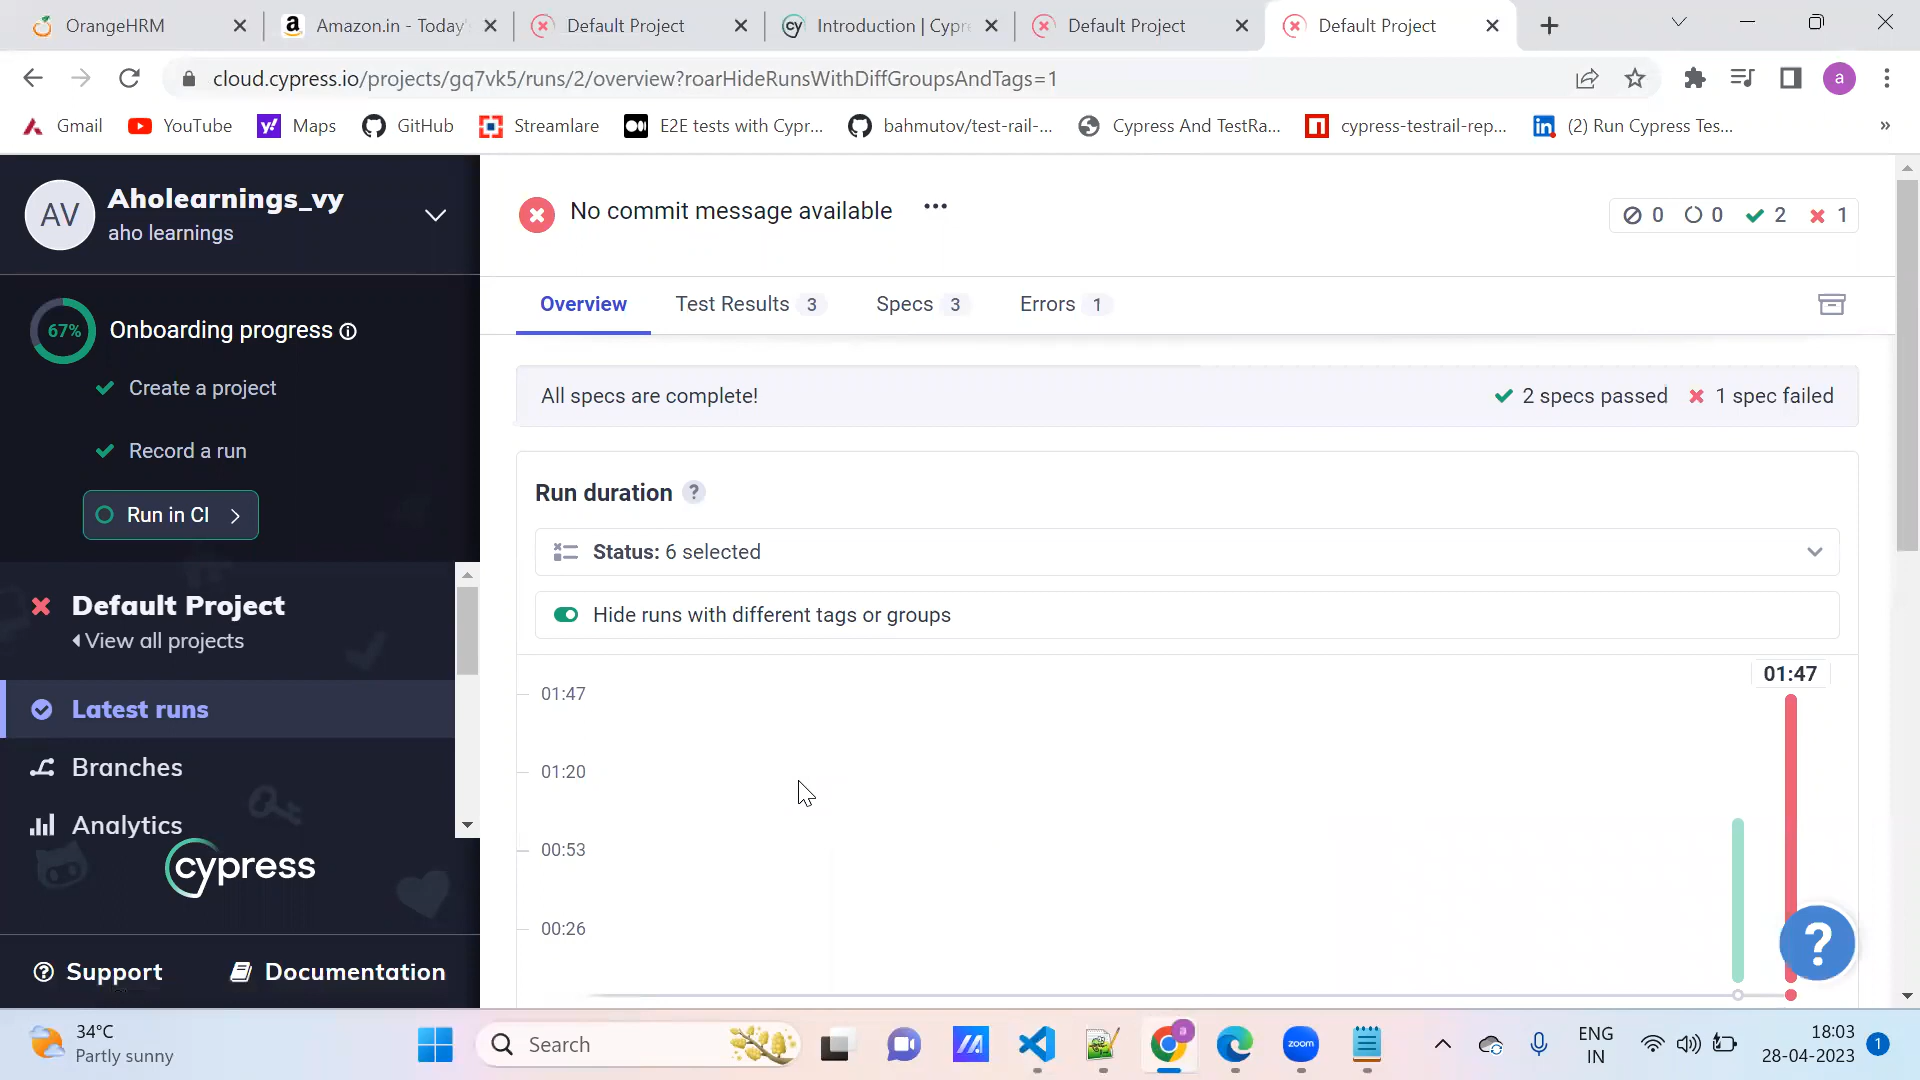 OrangeHRM
Amazon.in - Today'
Default Project
Introduction | Cypre
Default Project
Default Project
cloud.cypress.io/projects/gq7vk5/runs/2/overview?roarHideRunsWithDiffGroupsAndTags=1
a
Gmail
YouTube
Maps
GitHub
Streamlare
E2E tests with Cypr...
bahmutov/test-rail-...
Cypress And TestRa...
cypress-testrail-rep...
(2) Run Cypress Tes...
»
AV
Aholearnings_vy
aho learnings
67%
Onboarding progress
Create a project
Record a run
Run in CI
Default Project
View all projects
Latest runs
Branches
Analytics
cypress
Support
Documentation
No commit message available
...
0 0 2 1
Overview
Test Results 3
Specs 3
Errors 1
All specs are complete!
2 specs passed
1 spec failed
Run duration ?
Status: 6 selected
Hide runs with different tags or groups
01:47
01:47
01:20
00:53
00:26
?
34°C
Partly sunny
Search
a
zoom
ENG
IN
18:03
28-04-2023
1